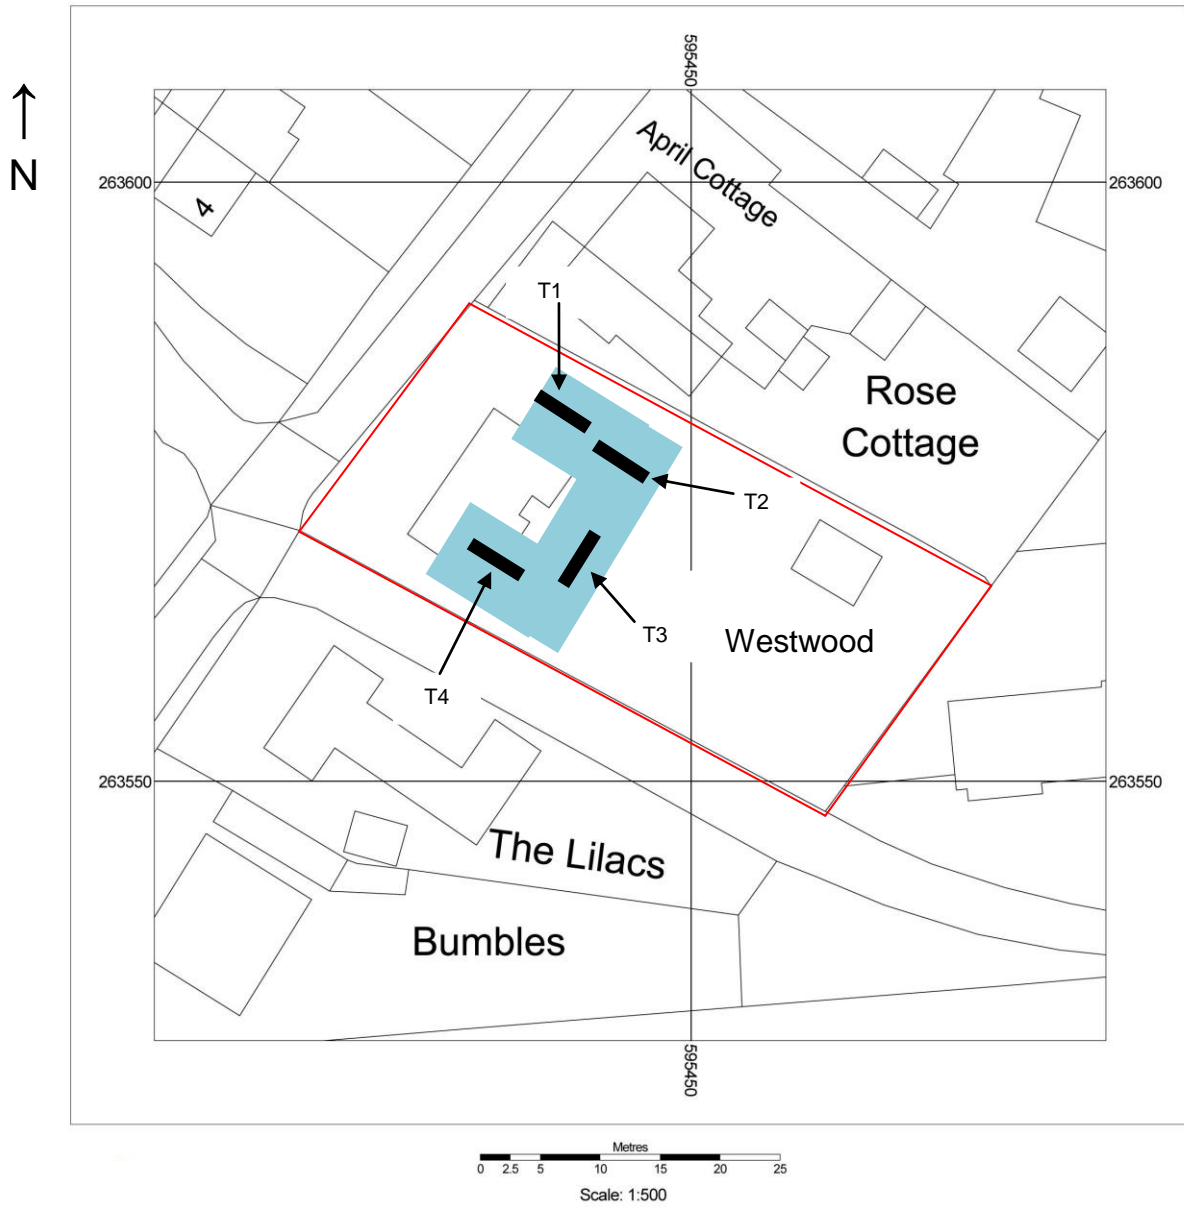 595450
N
April Cottage
263600
263600
4
T1
Rose
Cottage
T2
T3
Westwood
T4
263550
263550
The Lilacs
Bumbles
595450
Metres
0 2.5 5 10 15 20 25
Scale: 1:500